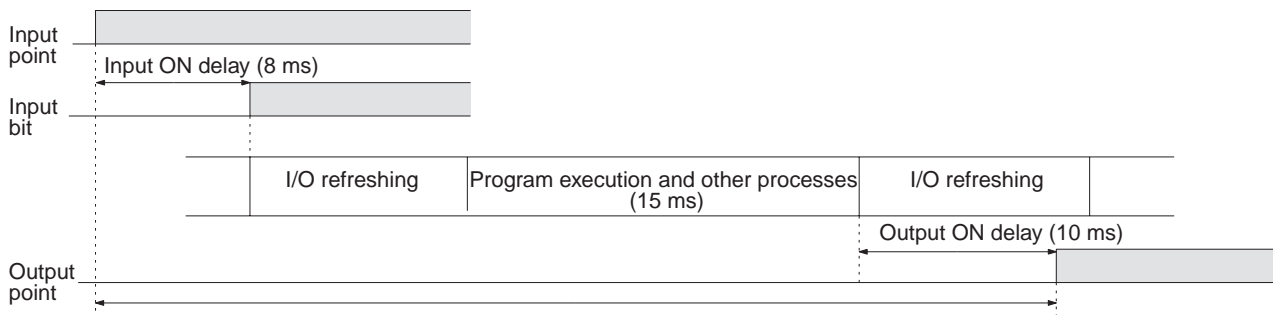 Input
point
Input ON delay (8 ms)
Input
bit
I/O refreshing
Program execution and other processes
(15 ms)
I/O refreshing
Output ON delay (10 ms)
Output
point